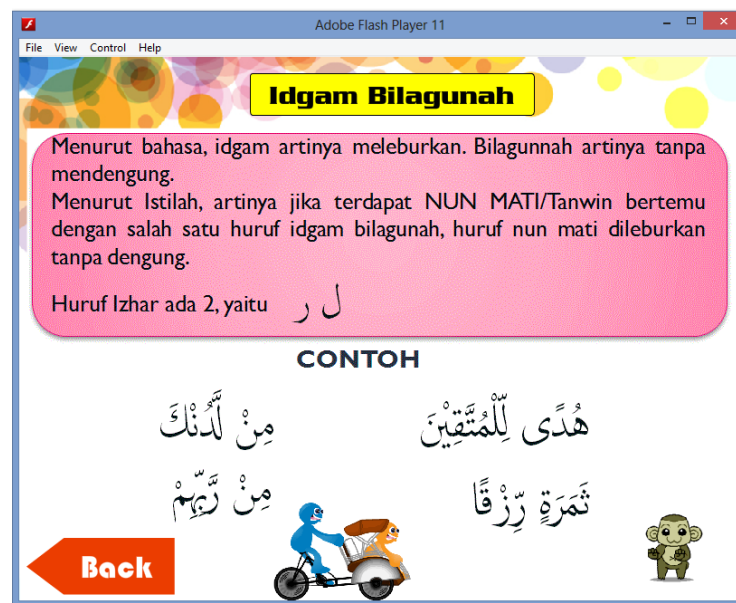 Adobe Flash Player 11
File View Control Help
Idgam Bilagunah
Menurut bahasa, idgam artinya meleburkan. Bilagunnah artinya tanpa
mendengung.
Menurut Istilah, artinya jika terdapat NUN MATI/Tanwin bertemu
dengan salah satu huruf idgam bilagunah, huruf nun mati dileburkan
tanpa dengung.
Huruf Izhar ada 2, yaitu ل ر
CONTOH
هُدًى لِّلْمُتَّقِيْنَ
مِنْ لَّدُنْكَ
ثَمَرَةٍ رِّزْقًا
مِنْ رَّبِّهِمْ
Back